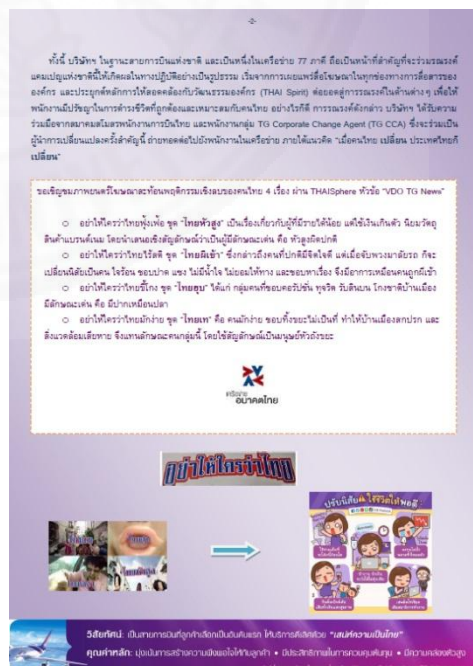 -2-
ทั้งนี้ บริษัทฯ ในฐานะสายการบินแห่งชาติ และเป็นหนึ่งในเครือข่าย 77 ภาคี ถือเป็นหน้าที่สำคัญที่จะร่วมรณรงค์
แคมเปญแห่งชาตินี้ให้เกิดผลในทางปฏิบัติอย่างเป็นรูปธรรม เริ่มจากการเผยแพร่สื่อโฆษณาในทุกช่องทางการสื่อสารของ
องค์กร และประยุกต์หลักการให้สอดคล้องกับวัฒนธรรมองค์กร (THAI Spirit) ต่อยอดสู่การรณรงค์ในด้านต่าง ๆ เพื่อให้
พนักงานมีปรัชญาในการดำรงชีวิตที่ถูกต้องและเหมาะสมกับคนไทย อย่างไรก็ดี การรณรงค์ดังกล่าว บริษัทฯ ได้รับความ
ร่วมมือจากสมาคมสโมสรพนักงานการบินไทย และพนักงานกลุ่ม TG Corporate Change Agent (TG CCA) ซึ่งจะร่วมเป็น
ผู้นำการเปลี่ยนแปลงครั้งสำคัญนี้ ถ่ายทอดต่อไปยังพนักงานในเครือข่าย ภายใต้แนวคิด "เมื่อคนไทย เปลี่ยน ประเทศไทยก็
เปลี่ยน"
ขอเชิญชมภาพยนตร์โฆษณาสะท้อนพฤติกรรมเชิงลบของคนไทย 4 เรื่อง ผ่าน THAISphere หัวข้อ "VDO TG News"
○ อย่าให้ใครว่าไทยฟุ้งเฟ้อ ชุด "ไทยหัวสูง" เป็นเรื่องเกี่ยวกับผู้ที่มีรายได้น้อย แต่ใช้เงินเกินตัว นิยมวัตถุ
สินค้าแบรนด์เนม โดยนำเสนอเชิงสัญลักษณ์ว่าเป็นผู้มีลักษณะเด่น คือ หัวสูงผิดปกติ
○ อย่าให้ใครว่าไทยไร้สติ ชุด "ไทยผีเข้า" ซึ่งกล่าวถึงคนที่ปกติมีจิตใจดี แต่เมื่อจับพวงมาลัยรถ ก็จะ
เปลี่ยนนิสัยเป็นคน ใจร้อน ชอบปาด แซง ไม่มีน้ำใจ ไม่ยอมให้ทาง และชอบหาเรื่อง จึงมีอาการเหมือนคนถูกผีเข้า
○ อย่าให้ใครว่าไทยขี้โกง ชุด "ไทยฮุบ" ได้แก่ กลุ่มคนที่ชอบคอรัปชั่น ทุจริต รับสินบน โกงชาติบ้านเมือง
มีลักษณะเด่น คือ มีปากเหมือนปลา
○ อย่าให้ใครว่าไทยมักง่าย ชุด "ไทยเท" คือ คนมักง่าย ชอบทิ้งขยะไม่เป็นที่ ทำให้บ้านเมืองสกปรก และ
สิ่งแวดล้อมเสียหาย จึงแทนลักษณะคนกลุ่มนี้ โดยใช้สัญลักษณ์เป็นมนุษย์หัวถังขยะ
เครือข่าย
อนาคตไทย
อย่าให้ใครว่าไทย
ปรับนิสัย ใช้ชีวิตให้พอดี
วิสัยทัศน์: เป็นสายการบินที่ลูกค้าเลือกเป็นอันดับแรก ให้บริการดีเลิศด้วย "เสน่ห์ความเป็นไทย"
คุณค่าหลัก: มุ่งเน้นการสร้างความพึงพอใจให้กับลูกค้า • มีประสิทธิภาพในการควบคุมต้นทุน • มีความคล่องตัวสูง